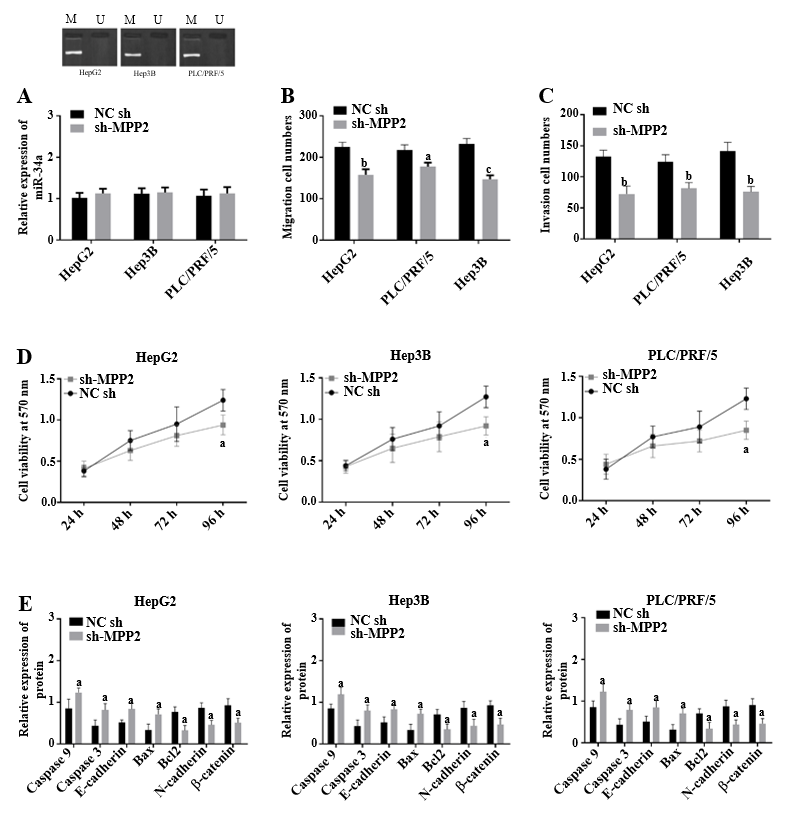 M U M U M U
HepG2 Hep3B PLC/PRF/5
A
Relative expression of
miR-34a
3
2
1
0
NC sh
sh-MPP2
HepG2 Hep3B PLC/PRF/5
B
Migration cell numbers
300
200
100
0
NC sh
sh-MPP2
b a c
HepG2 PLC/PRF/5 Hep3B
C
Invasion cell numbers
200
150
100
50
0
NC sh
sh-MPP2
b b b
HepG2 PLC/PRF/5 Hep3B
D
HepG2
Cell viability at 570 nm
1.5
1.0
0.5
0.0
sh-MPP2
NC sh
a
24 h 48 h 72 h 96 h
Hep3B
Cell viability at 570 nm
1.5
1.0
0.5
0.0
sh-MPP2
NC sh
a
24 h 48 h 72 h 96 h
PLC/PRF/5
Cell viability at 570 nm
1.5
1.0
0.5
0.0
sh-MPP2
NC sh
a
24 h 48 h 72 h 96 h
E
HepG2
Relative expression of
protein
3
2
1
0
NC sh
sh-MPP2
a a a a a a a
Caspase 9 Caspase 3 E-cadherin Bax Bcl2 N-cadherin β-catenin
Hep3B
Relative expression of
protein
3
2
1
0
NC sh
sh-MPP2
a a a a a a a
Caspase 9 Caspase 3 E-cadherin Bax Bcl2 N-cadherin β-catenin
PLC/PRF/5
Relative expression of
protein
3
2
1
0
NC sh
sh-MPP2
a a a a a a a
Caspase 9 Caspase 3 E-cadherin Bax Bcl2 N-cadherin β-catenin